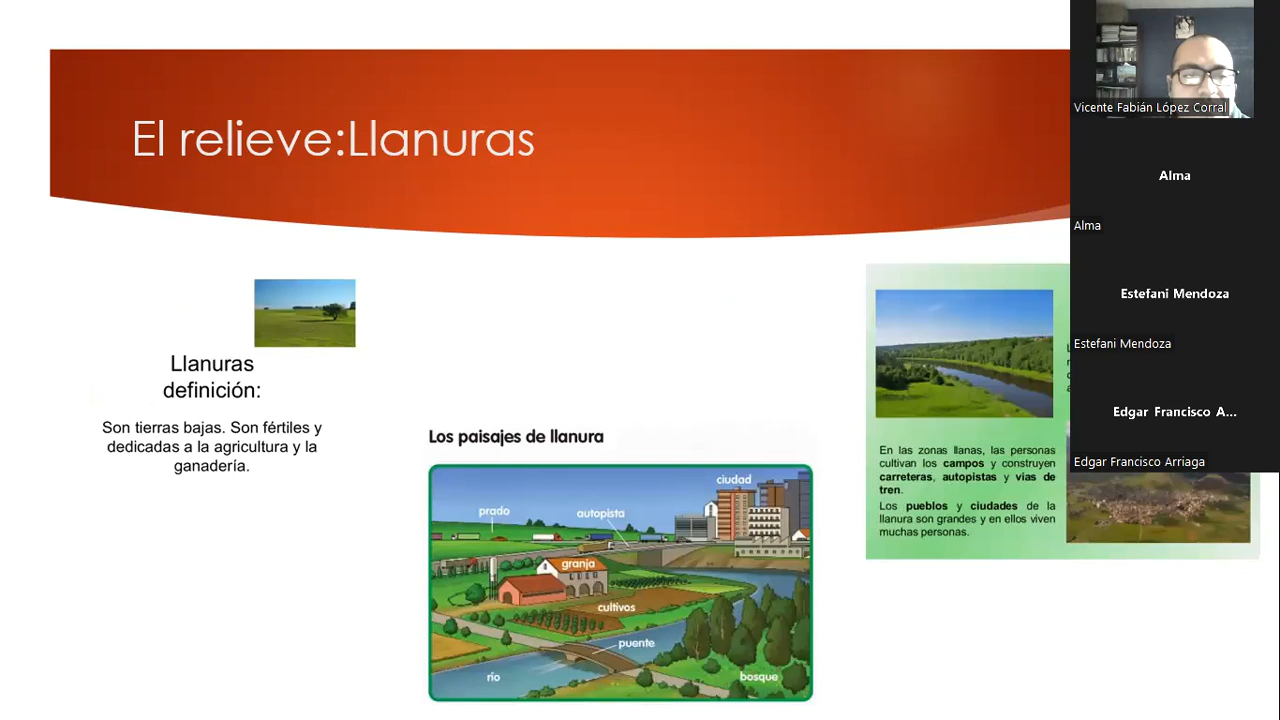 El relieve:Llanuras
Llanuras
definición:
Son tierras bajas. Son fértiles y
dedicadas a la agricultura y la
ganadería.
Los paisajes de llanura
ciudad
prado
autopista
granja
cultivos
puente
río
bosque
En las zonas llanas, las personas
cultivan los campos y construyen
carreteras, autopistas y vías de
tren.
Los pueblos y ciudades de la
llanura son grandes y en ellos viven
muchas personas.
Vicente Fabián López Corral
Alma
Alma
Estefani Mendoza
Estefani Mendoza
Edgar Francisco A...
Edgar Francisco Arriaga